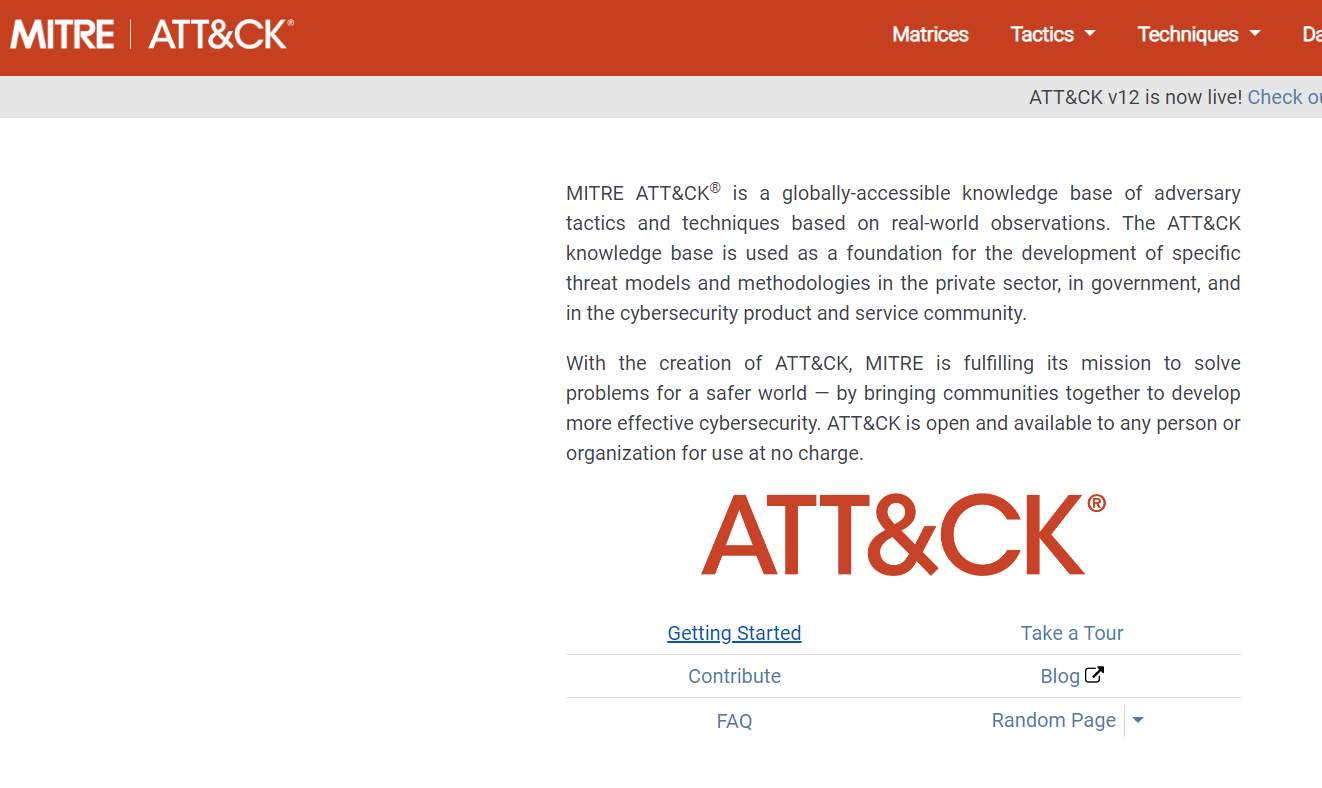 MITRE | ATT&CK®
Matrices Tactics Techniques Da
ATT&CK v12 is now live! Check ou
MITRE ATT&CK® is a globally-accessible knowledge base of adversary
tactics and techniques based on real-world observations. The ATT&CK
knowledge base is used as a foundation for the development of specific
threat models and methodologies in the private sector, in government, and
in the cybersecurity product and service community.
With the creation of ATT&CK, MITRE is fulfilling its mission to solve
problems for a safer world — by bringing communities together to develop
more effective cybersecurity. ATT&CK is open and available to any person or
organization for use at no charge.
ATT&CK®
Getting Started Take a Tour
Contribute Blog
FAQ Random Page